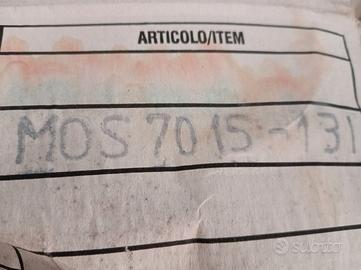 ARTICOLO/ITEM
MOS 7015-131
subito